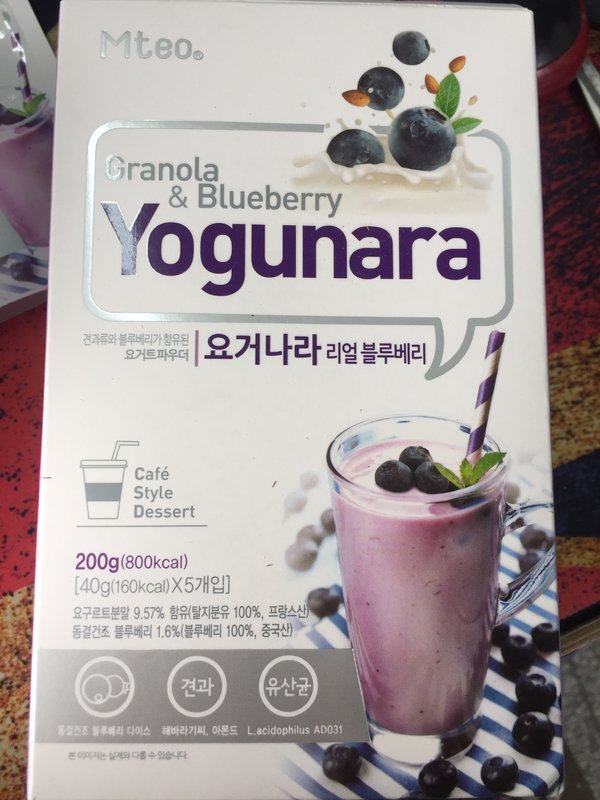 Mteo®
Granola
& Blueberry
Yogunara
견과류와 블루베리가 함유된
요거트파우더
요거나라 리얼 블루베리
Café
Style
Dessert
200g(800kcal)
[40g(160kcal)X5개입]
요구르트분말 9.57% 함유(탈지분유 100%, 프랑스산)
동결건조 블루베리 1.6%(블루베리 100%, 중국산)
견과
유산균
동결건조 블루베리 다이스
해바라기씨, 아몬드
L.acidophilus AD031
본 이미지는 실제와 다를 수 있습니다.